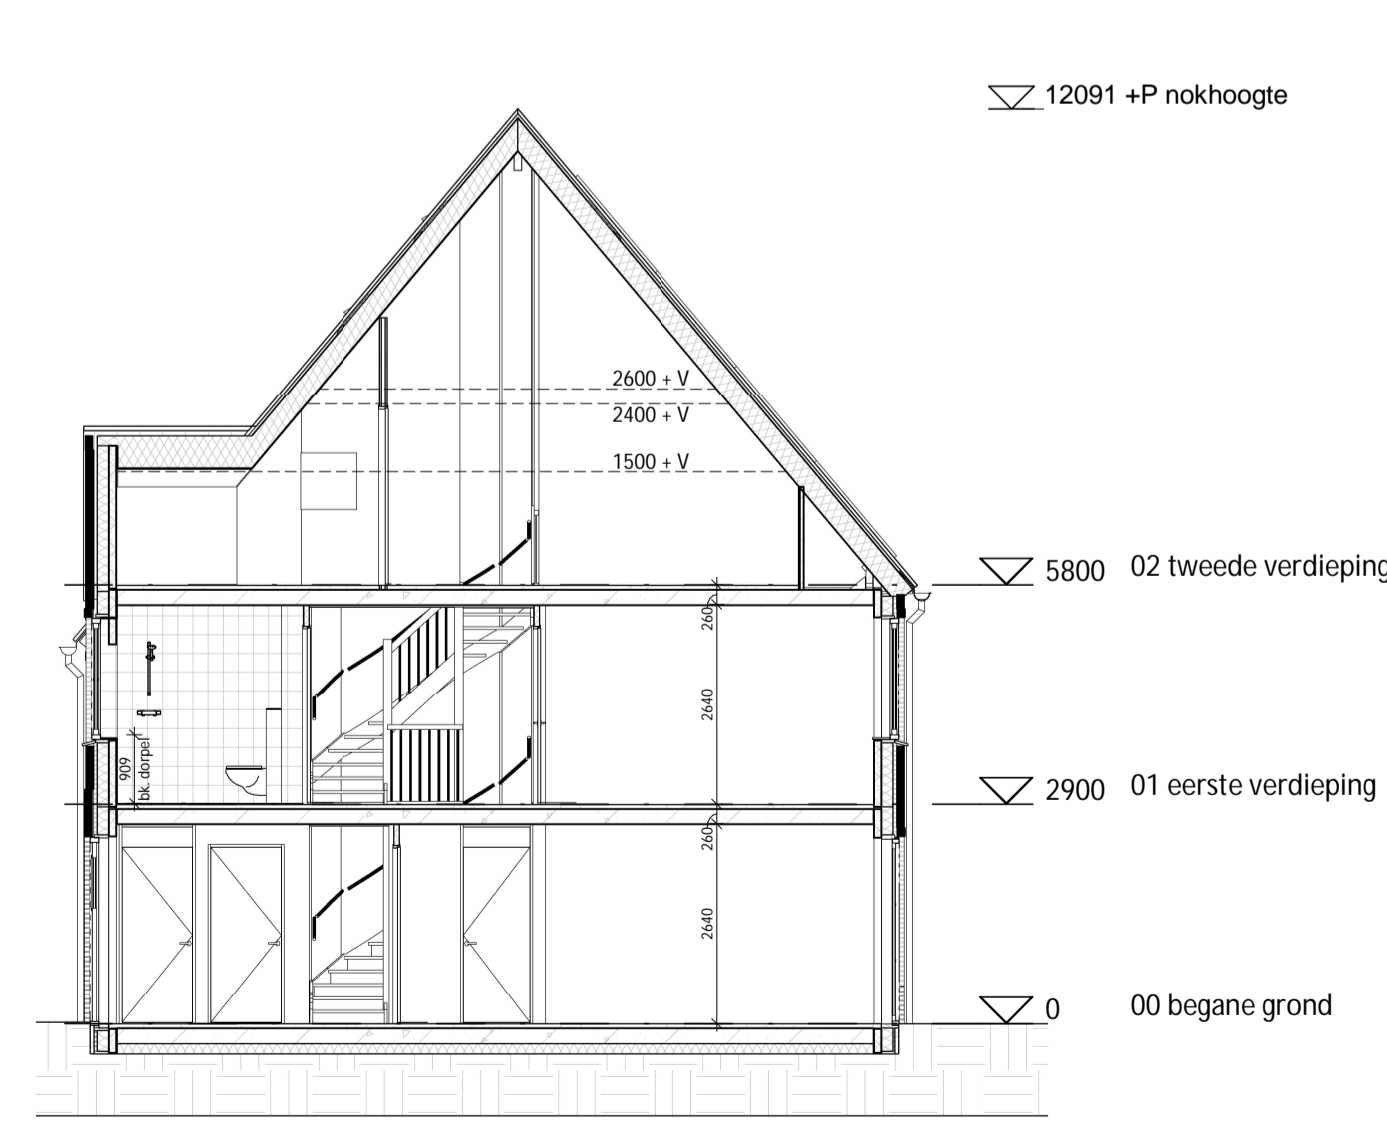 12091 +P nokhoogte
2600 + V
2400 + V
1500 + V
5800 02 tweede verdieping
260
2640
909
bk. dorpel
2900 01 eerste verdieping
260
2640
0 00 begane grond